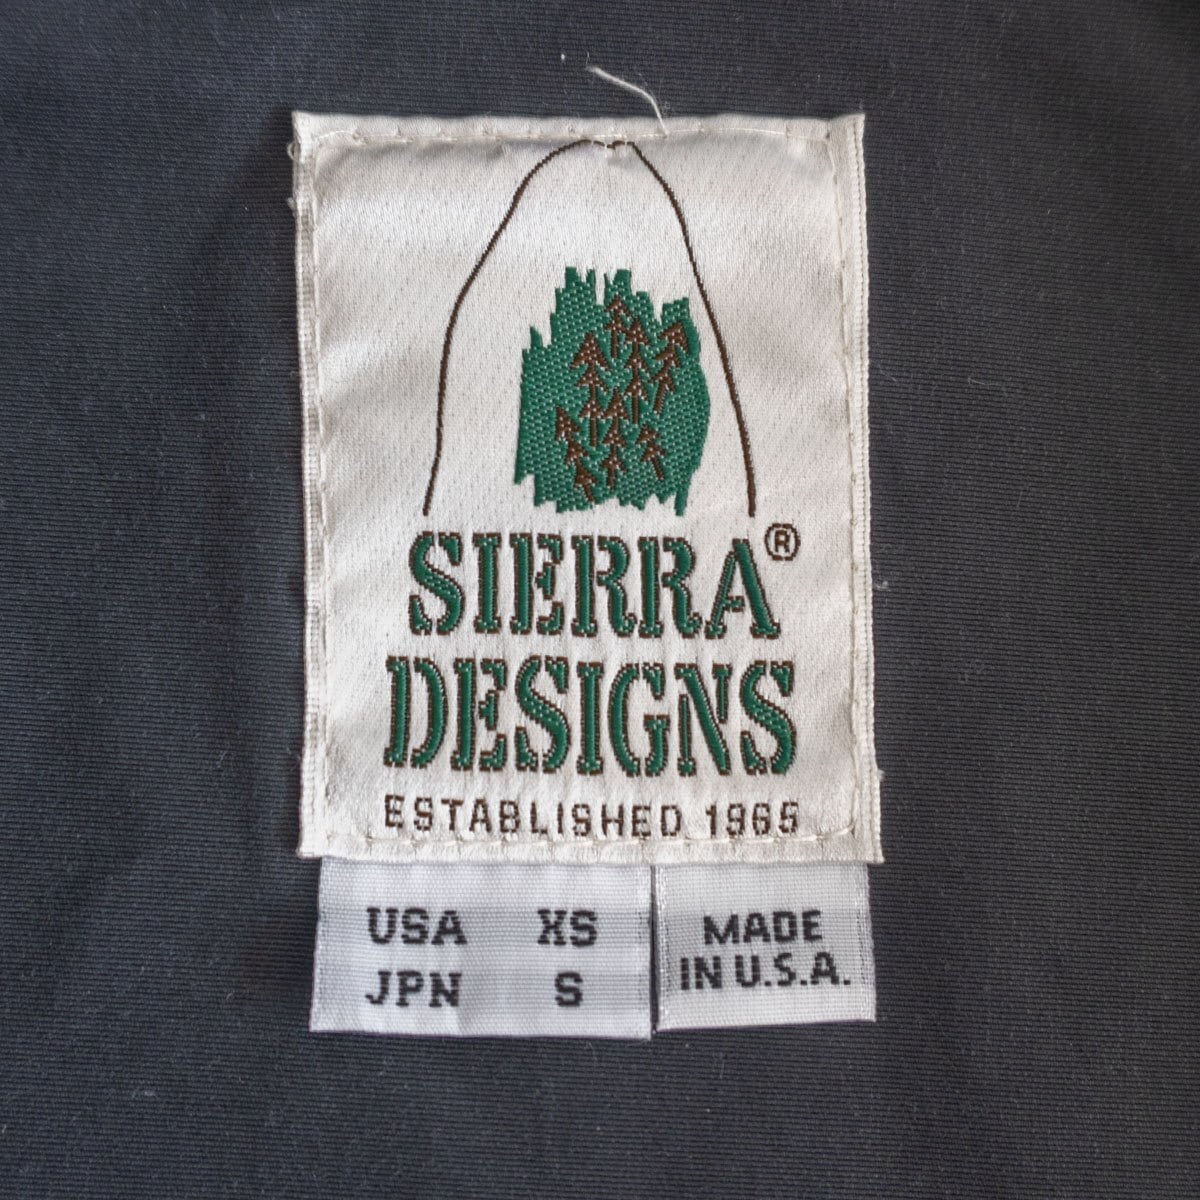 SIERRA®
DESIGNS
ESTABLISHED 1965
USA XS
JPN S
MADE
IN U.S.A.